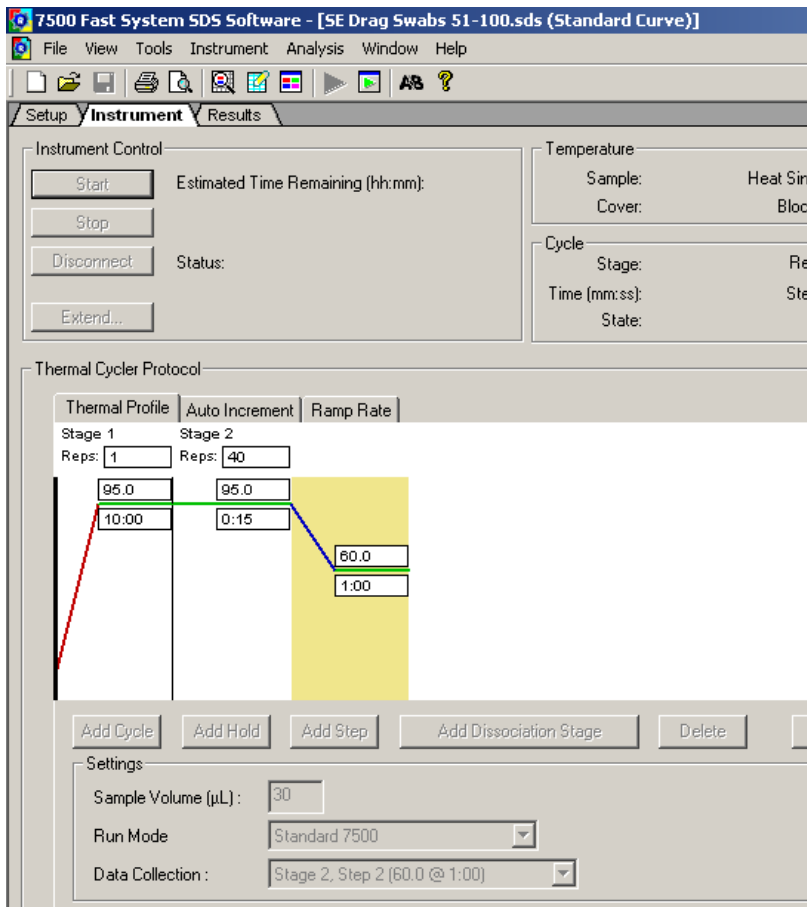 7500 Fast System SDS Software - [SE Drag Swabs 51-100.sds (Standard Curve)]
File View Tools Instrument Analysis Window Help
Setup Instrument Results
Instrument Control
Start Estimated Time Remaining (hh:mm):
Stop
Disconnect Status:
Extend...
Temperature
Sample: Heat Sin
Cover: Bloc
Cycle
Stage: Re
Time (mm:ss): Ste
State:
Thermal Cycler Protocol
Thermal Profile Auto Increment Ramp Rate
Stage 1 Stage 2
Reps: 1 Reps: 40
95.0 95.0
10:00 0:15
60.0
1:00
Add Cycle Add Hold Add Step Add Dissociation Stage Delete
Settings
Sample Volume (µL) : 30
Run Mode Standard 7500
Data Collection : Stage 2, Step 2 (60.0 @ 1:00)